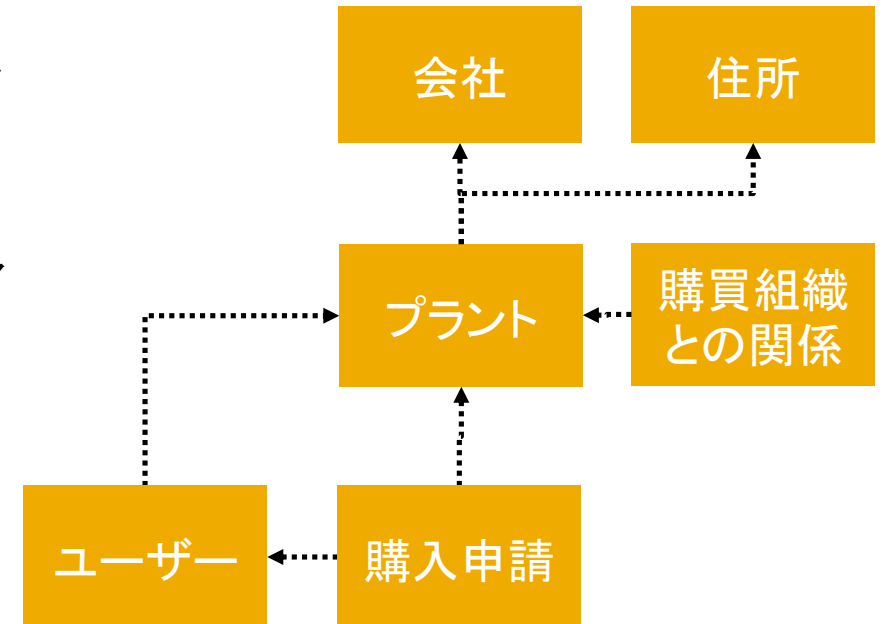 会社
住所
プラント
購買組織
との関係
ユーザー
購入申請